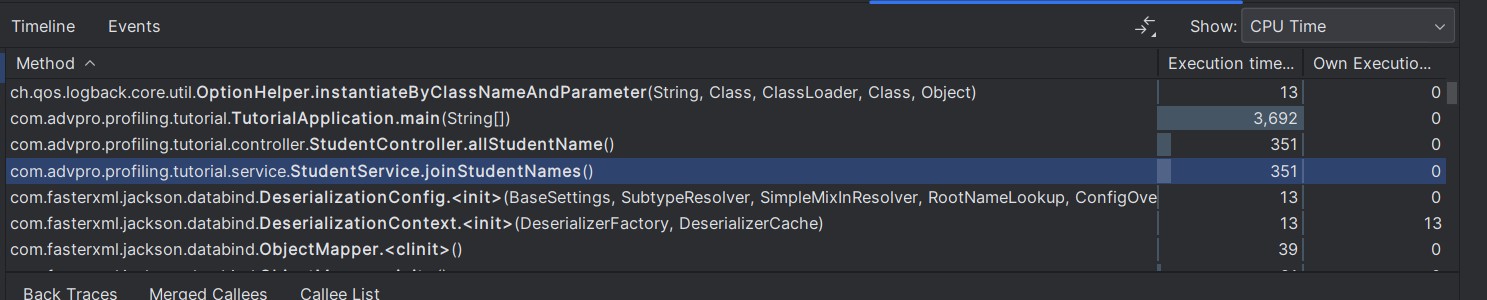 Timeline Events Show: CPU Time
Method Execution time... Own Executio...
ch.qos.logback.core.util.OptionHelper.instantiateByClassNameAndParameter(String, Class, ClassLoader, Class, Object) 13 0
com.advpro.profiling.tutorial.TutorialApplication.main(String[]) 3,692 0
com.advpro.profiling.tutorial.controller.StudentController.allStudentName() 351 0
com.advpro.profiling.tutorial.service.StudentService.joinStudentNames() 351 0
com.fasterxml.jackson.databind.DeserializationConfig.<init>(BaseSettings, SubtypeResolver, SimpleMixInResolver, RootNameLookup, ConfigOve 13 0
com.fasterxml.jackson.databind.DeserializationContext.<init>(DeserializerFactory, DeserializerCache) 13 13
com.fasterxml.jackson.databind.ObjectMapper.<clinit>() 39 0
Back Traces Merged Callees Callee List